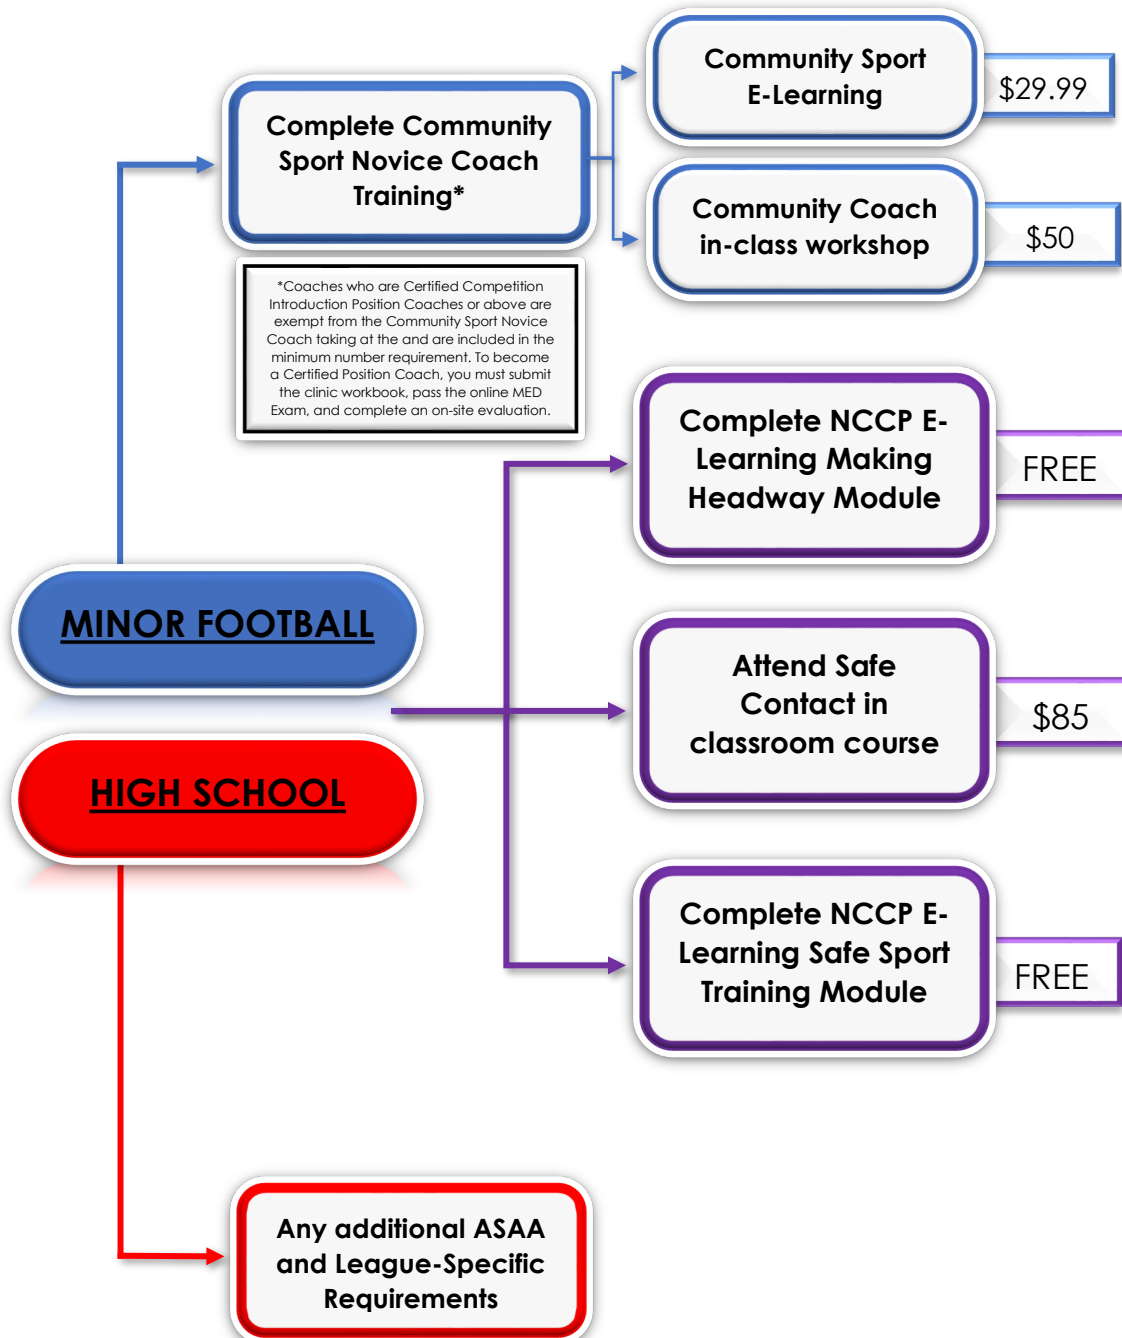 Community Sport
E-Learning
$29.99
Complete Community
Sport Novice Coach
Training*
Community Coach
in-class workshop
$50
*Coaches who are Certified Competition
Introduction Position Coaches or above are
exempt from the Community Sport Novice
Coach taking at the and are included in the
minimum number requirement. To become
a Certified Position Coach, you must submit
the clinic workbook, pass the online MED
Exam, and complete an on-site evaluation.
Complete NCCP E-
Learning Making
Headway Module
FREE
MINOR FOOTBALL
Attend Safe
Contact in
classroom course
$85
HIGH SCHOOL
Complete NCCP E-
Learning Safe Sport
Training Module
FREE
Any additional ASAA
and League-Specific
Requirements